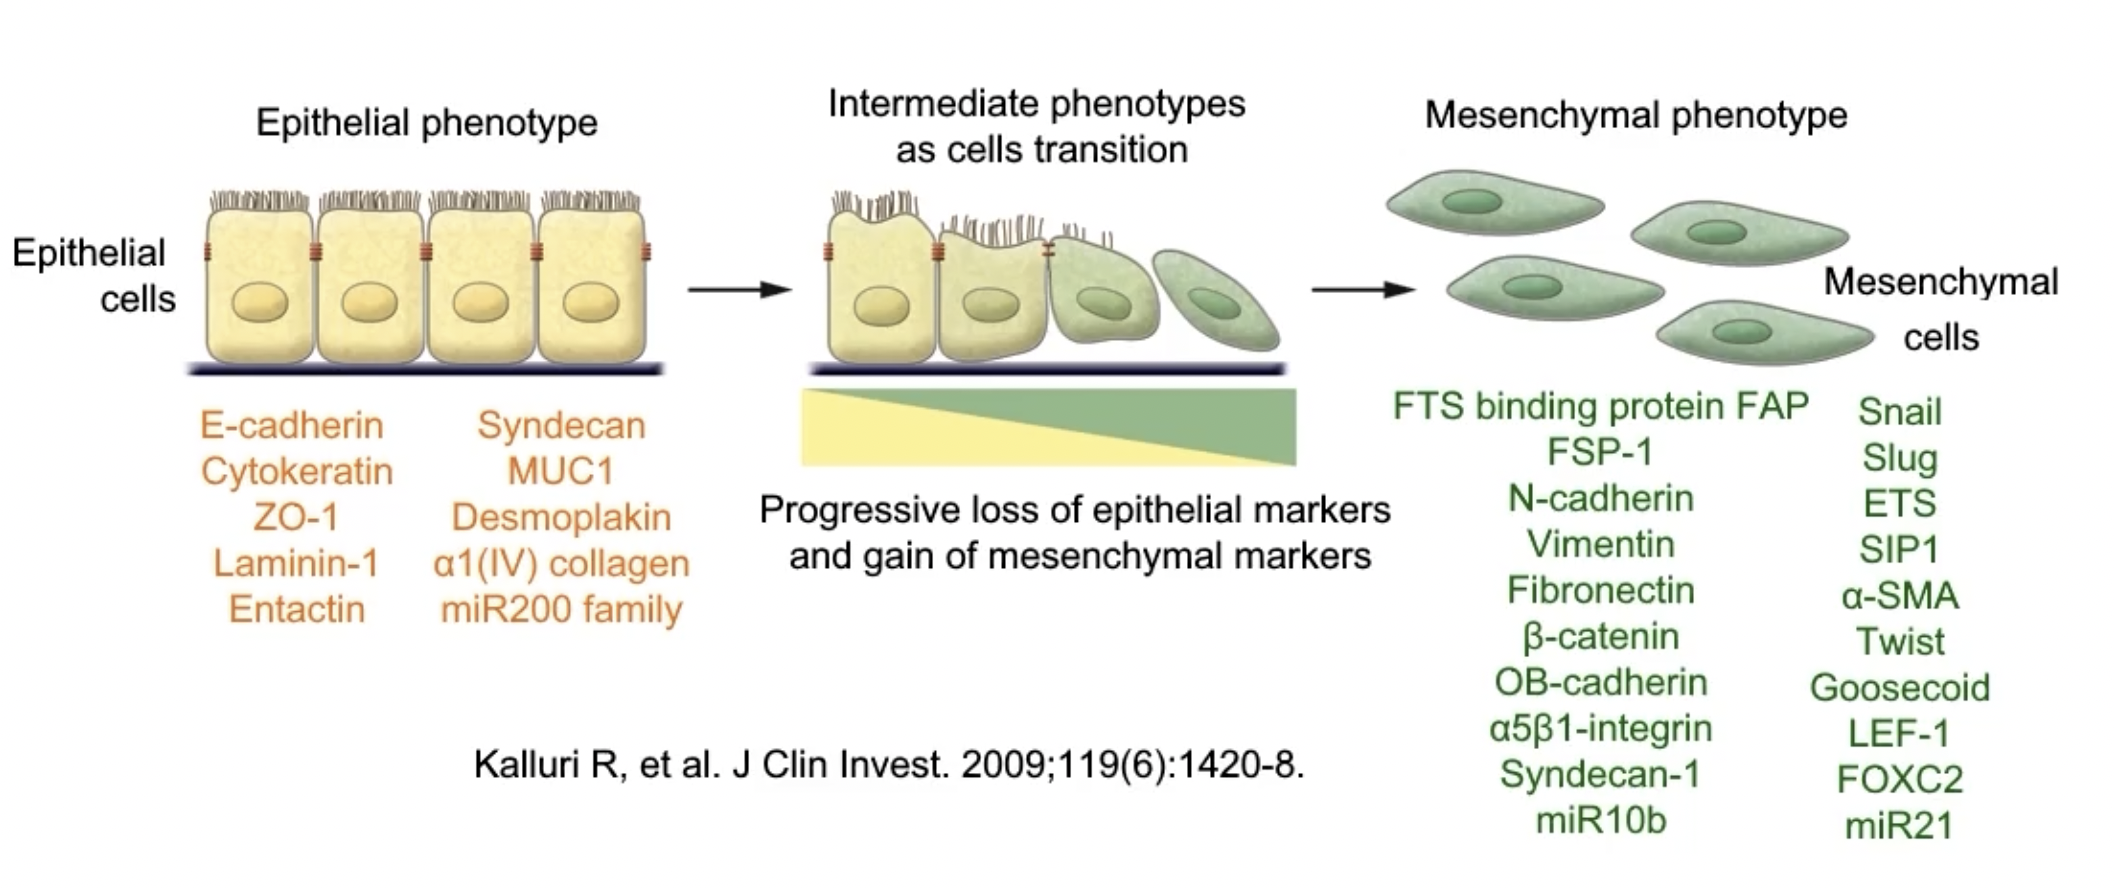 Epithelial phenotype
Epithelial
cells
E-cadherin
Cytokeratin
ZO-1
Laminin-1
Entactin
Syndecan
MUC1
Desmoplakin
α1(IV) collagen
miR200 family
Intermediate phenotypes
as cells transition
Progressive loss of epithelial markers
and gain of mesenchymal markers
Mesenchymal phenotype
Mesenchymal
cells
FTS binding protein FAP
FSP-1
N-cadherin
Vimentin
Fibronectin
β-catenin
OB-cadherin
α5β1-integrin
Syndecan-1
miR10b
Snail
Slug
ETS
SIP1
α-SMA
Twist
Goosecoid
LEF-1
FOXC2
miR21
Kalluri R, et al. J Clin Invest. 2009;119(6):1420-8.